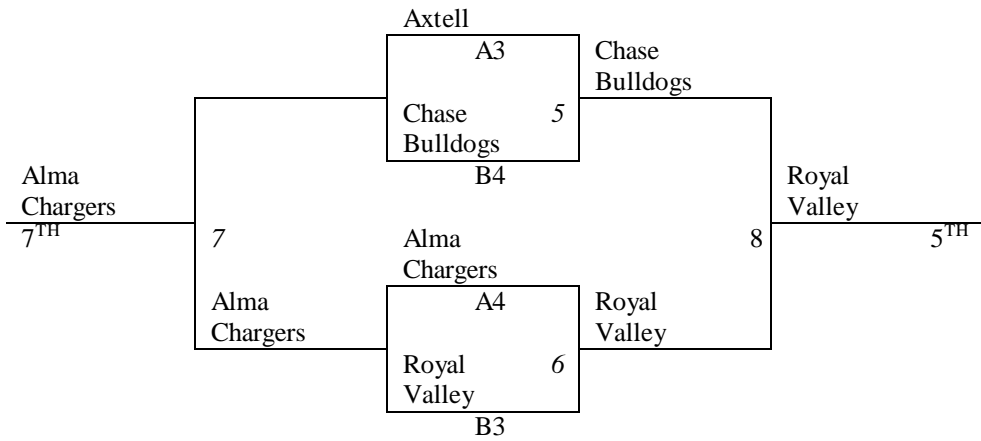 Axtell
A3
Chase
Bulldogs
Chase
Bulldogs
5
B4
Alma
Chargers
7TH
Royal
Valley
5TH
7
8
Alma
Chargers
A4
Alma
Chargers
Royal
Valley
Royal
Valley
6
B3